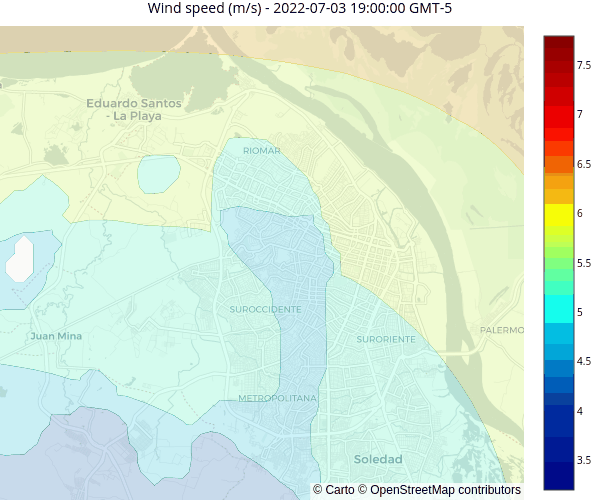 Wind speed (m/s) - 2022-07-03 19:00:00 GMT-5
Eduardo Santos
- La Playa
RIOMAR
SUROCCIDENTE
PALERMO
Juan Mina
SURORIENTE
METROPOLITANA
Soledad
© Carto © OpenStreetMap contributors
7.5
7
6.5
6
5.5
5
4.5
4
3.5